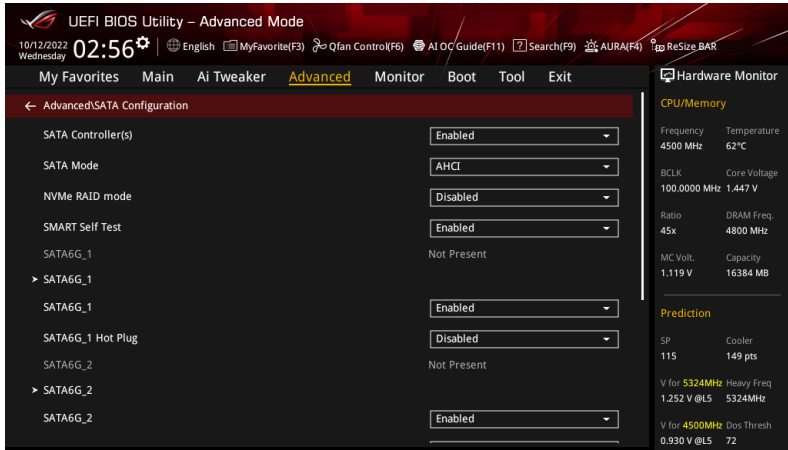 UEFI BIOS Utility – Advanced Mode
10/12/2022 Wednesday 02:56 English MyFavorite(F3) Qfan Control(F6) AI OC Guide(F11) ? Search(F9) AURA(F4) ReSize BAR
My Favorites Main Ai Tweaker Advanced Monitor Boot Tool Exit
← Advanced\SATA Configuration
SATA Controller(s) Enabled
SATA Mode AHCI
NVMe RAID mode Disabled
SMART Self Test Enabled
SATA6G_1 Not Present
➤ SATA6G_1
SATA6G_1 Enabled
SATA6G_1 Hot Plug Disabled
SATA6G_2 Not Present
➤ SATA6G_2
SATA6G_2 Enabled
Hardware Monitor
CPU/Memory
Frequency Temperature
4500 MHz 62°C
BCLK Core Voltage
100.0000 MHz 1.447 V
Ratio DRAM Freq.
45x 4800 MHz
MC Volt. Capacity
1.119 V 16384 MB
Prediction
SP Cooler
115 149 pts
V for 5324MHz Heavy Freq
1.252 V @L5 5324MHz
V for 4500MHz Dos Thresh
0.930 V @L5 72